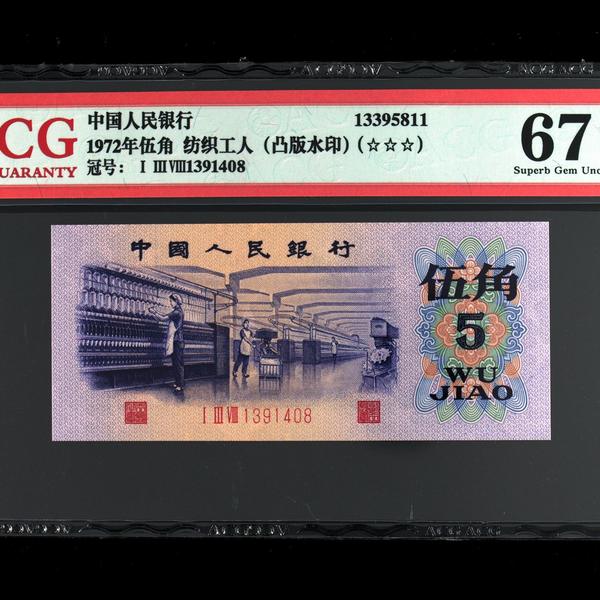 CG
UARANTY
中国人民银行
13395811
1972年伍角 纺织工人（凸版水印）(☆☆☆)
冠号： I III VIII1391408
67
Superb Gem Unc
中國人民銀行
伍角
5
WU
JIAO
I III VIII 1391408